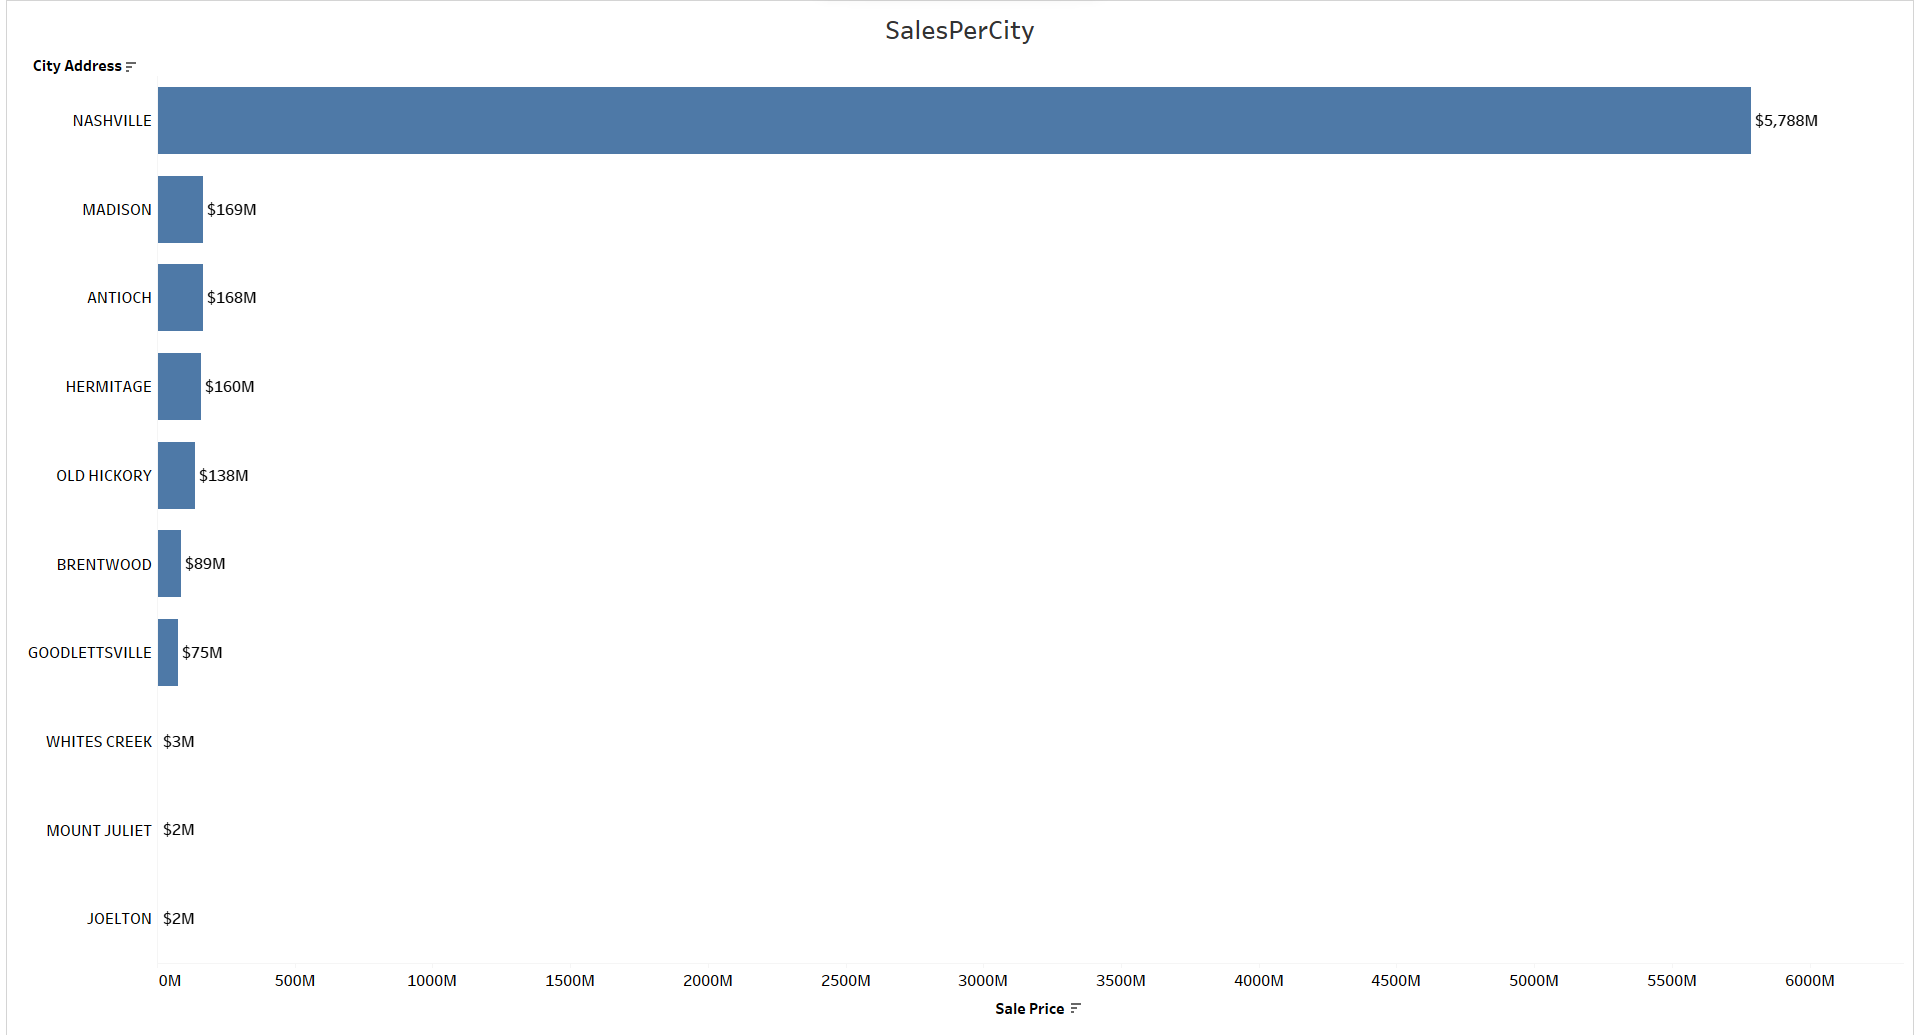 SalesPerCity
City Address
NASHVILLE $5,788M
MADISON $169M
ANTIOCH $168M
HERMITAGE $160M
OLD HICKORY $138M
BRENTWOOD $89M
GOODLETTSVILLE $75M
WHITES CREEK $3M
MOUNT JULIET $2M
JOELTON $2M
0M 500M 1000M 1500M 2000M 2500M 3000M 3500M 4000M 4500M 5000M 5500M 6000M
Sale Price